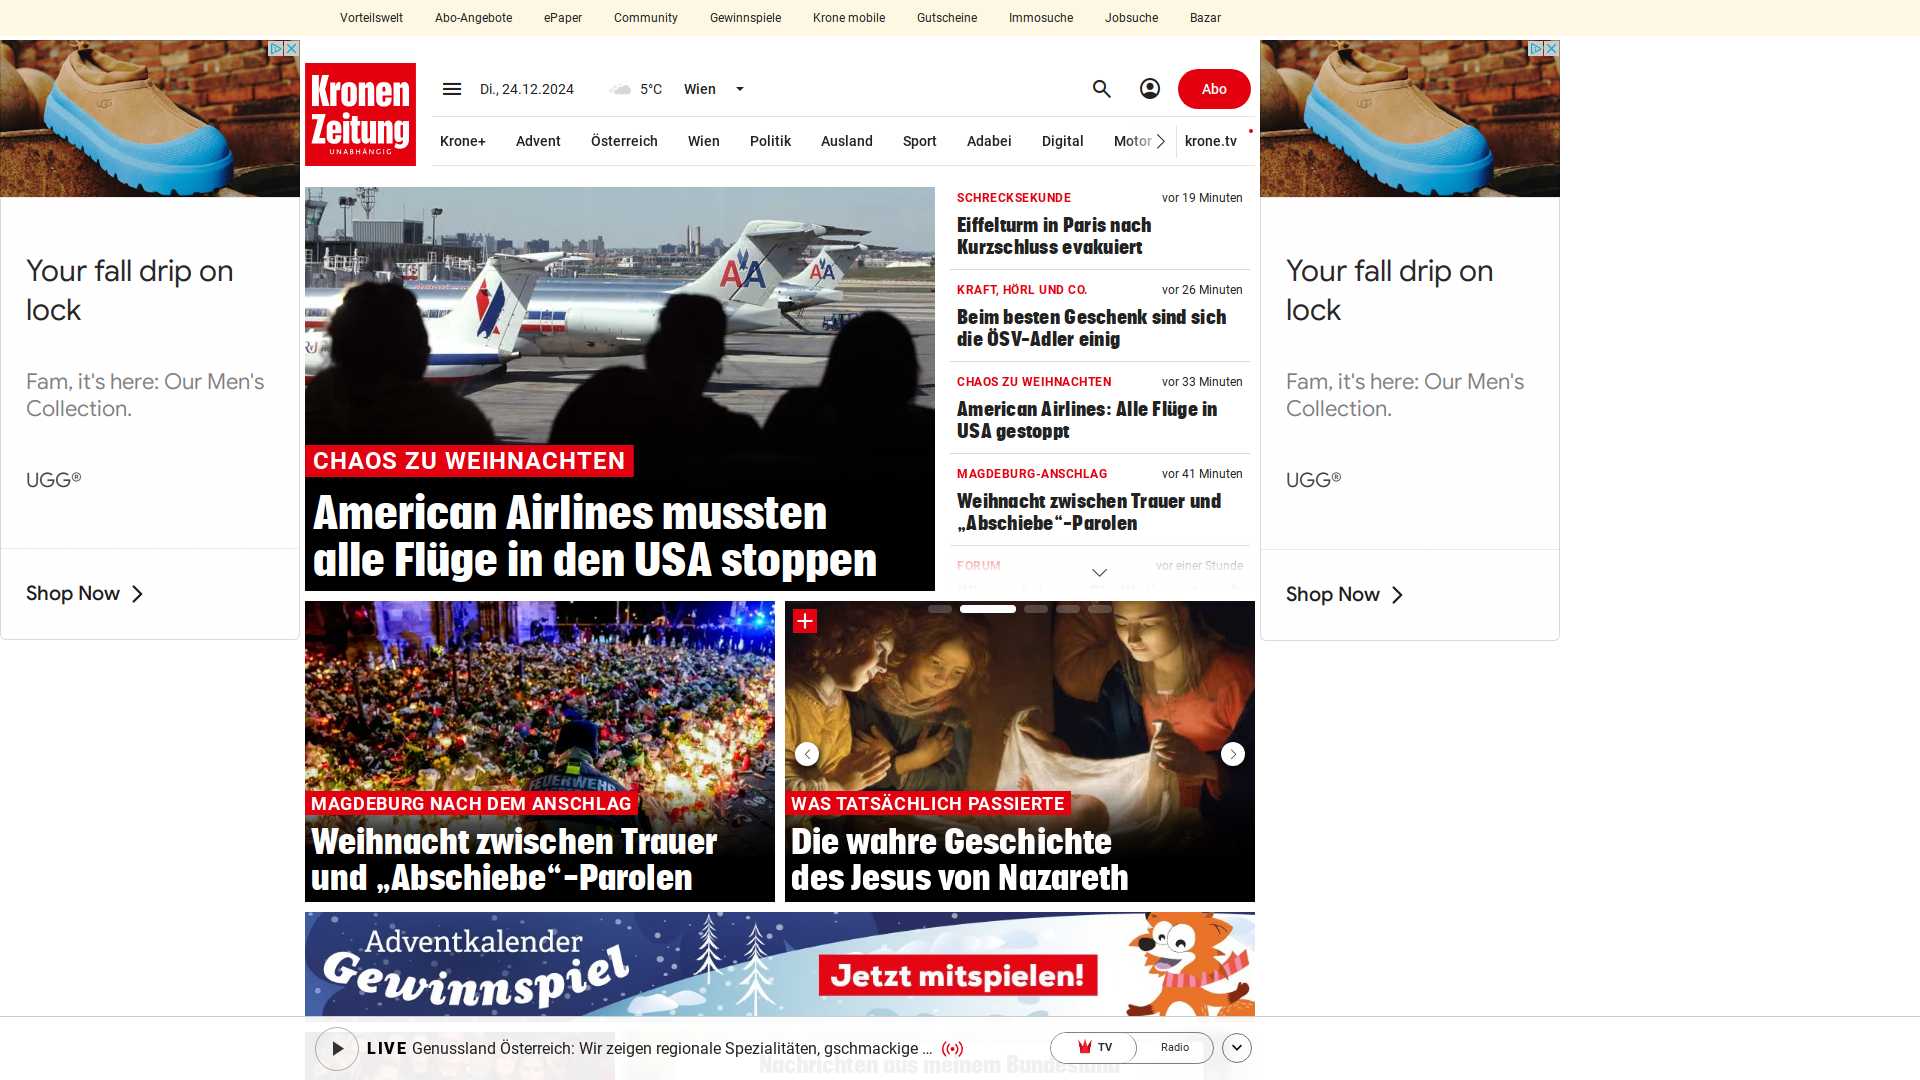 Vorteilswelt
Abo-Angebote
ePaper
Community
Gewinnspiele
Krone mobile
Gutscheine
Immosuche
Jobsuche
Bazar
Kronen
Zeitung
UNABHÄNGIG
Di., 24.12.2024
5°C
Wien
Abo
Krone+
Advent
Österreich
Wien
Politik
Ausland
Sport
Adabei
Digital
Motor
krone.tv
CHAOS ZU WEIHNACHTEN
American Airlines mussten
alle Flüge in den USA stoppen
SCHRECKSEKUNDE
vor 19 Minuten
Eiffelturm in Paris nach
Kurzschluss evakuiert
KRAFT, HÖRL UND CO.
vor 26 Minuten
Beim besten Geschenk sind sich
die ÖSV-Adler einig
CHAOS ZU WEIHNACHTEN
vor 33 Minuten
American Airlines: Alle Flüge in
USA gestoppt
MAGDEBURG-ANSCHLAG
vor 41 Minuten
Weihnacht zwischen Trauer und
„Abschiebe“-Parolen
FORUM
vor einer Stunde
FEUERWEHR
MAGDEBURG NACH DEM ANSCHLAG
Weihnacht zwischen Trauer
und „Abschiebe“-Parolen
WAS TATSÄCHLICH PASSIERTE
Die wahre Geschichte
des Jesus von Nazareth
Adventkalender
Gewinnspiel
Jetzt mitspielen!
LIVE Genussland Österreich: Wir zeigen regionale Spezialitäten, gschmackige ...
TV
Radio
Nachrichten aus meinem Bundesland
Your fall drip on
lock
Fam, it's here: Our Men's
Collection.
UGG®
Shop Now
Your fall drip on
lock
Fam, it's here: Our Men's
Collection.
UGG®
Shop Now